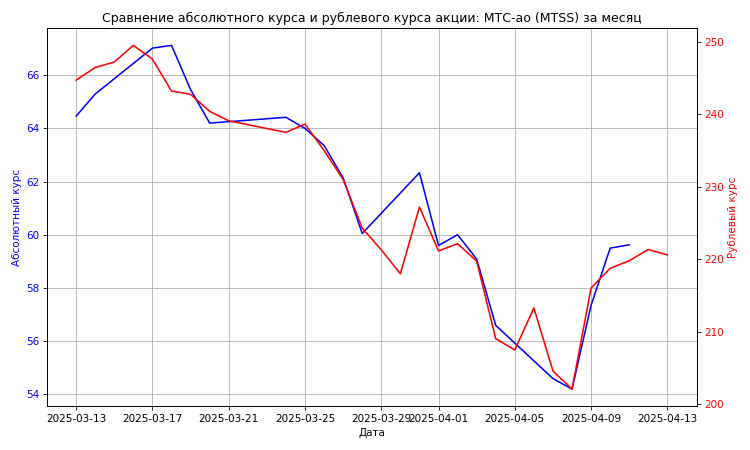 Сравнение абсолютного курса и рублевого курса акции: МТС-ао (MTSS) за месяц
Абсолютный курс
66
64
62
60
58
56
54
250
240
230
220
210
200
Рублевый курс
2025-03-13 2025-03-17 2025-03-21 2025-03-25 2025-03-29 2025-04-01 2025-04-05 2025-04-09 2025-04-13
Дата